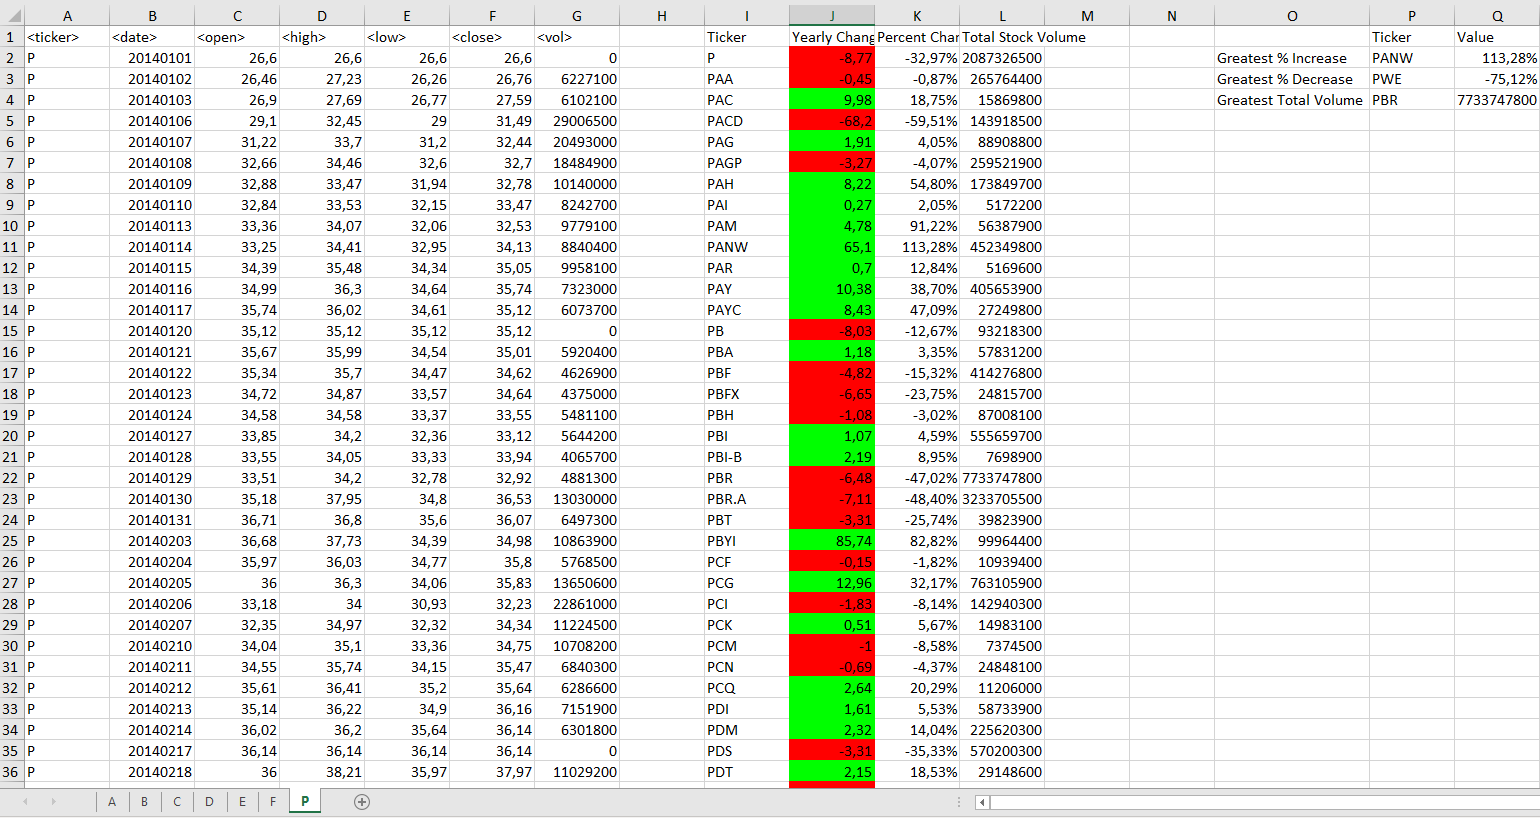 A B C D E F G H I J K L M N O P Q
1 <ticker> <date> <open> <high> <low> <close> <vol> Ticker Yearly Chang Percent Char Total Stock Volume Ticker Value
2 P 20140101 26,6 26,6 26,6 26,6 0 P -8,77 -32,97% 2087326500 Greatest % Increase PANW 113,28%
3 P 20140102 26,46 27,23 26,26 26,76 6227100 PAA -0,45 -0,87% 265764400 Greatest % Decrease PWE -75,12%
4 P 20140103 26,9 27,69 26,77 27,59 6102100 PAC 9,98 18,75% 15869800 Greatest Total Volume PBR 7733747800
5 P 20140106 29,1 32,45 29 31,49 29006500 PACD -68,2 -59,51% 143918500
6 P 20140107 31,22 33,7 31,2 32,44 20493000 PAG 1,91 4,05% 88908800
7 P 20140108 32,66 34,46 32,6 32,7 18484900 PAGP -3,27 -4,07% 259521900
8 P 20140109 32,88 33,47 31,94 32,78 10140000 PAH 8,22 54,80% 173849700
9 P 20140110 32,84 33,53 32,15 33,47 8242700 PAI 0,27 2,05% 5172200
10 P 20140113 33,36 34,07 32,06 32,53 9779100 PAM 4,78 91,22% 56387900
11 P 20140114 33,25 34,41 32,95 34,13 8840400 PANW 65,1 113,28% 452349800
12 P 20140115 34,39 35,48 34,34 35,05 9958100 PAR 0,7 12,84% 5169600
13 P 20140116 34,99 36,3 34,64 35,74 7323000 PAY 10,38 38,70% 405653900
14 P 20140117 35,74 36,02 34,61 35,12 6073700 PAYC 8,43 47,09% 27249800
15 P 20140120 35,12 35,12 35,12 35,12 0 PB -8,03 -12,67% 93218300
16 P 20140121 35,67 35,99 34,54 35,01 5920400 PBA 1,18 3,35% 57831200
17 P 20140122 35,34 35,7 34,47 34,62 4626900 PBF -4,82 -15,32% 414276800
18 P 20140123 34,72 34,87 33,57 34,64 4375000 PBFX -6,65 -23,75% 24815700
19 P 20140124 34,58 34,58 33,37 33,55 5481100 PBH -1,08 -3,02% 87008100
20 P 20140127 33,85 34,2 32,36 33,12 5644200 PBI 1,07 4,59% 555659700
21 P 20140128 33,55 34,05 33,33 33,94 4065700 PBI-B 2,19 8,95% 7698900
22 P 20140129 33,51 34,2 32,78 32,92 4881300 PBR -6,48 -47,02% 7733747800
23 P 20140130 35,18 37,95 34,8 36,53 13030000 PBR.A -7,11 -48,40% 3233705500
24 P 20140131 36,71 36,8 35,6 36,07 6497300 PBT -3,31 -25,74% 39823900
25 P 20140203 36,68 37,73 34,39 34,98 10863900 PBYI 85,74 82,82% 99964400
26 P 20140204 35,97 36,03 34,77 35,8 5768500 PCF -0,15 -1,82% 10939400
27 P 20140205 36 36,3 34,06 35,83 13650600 PCG 12,96 32,17% 763105900
28 P 20140206 33,18 34 30,93 32,23 22861000 PCI -1,83 -8,14% 142940300
29 P 20140207 32,35 34,97 32,32 34,34 11224500 PCK 0,51 5,67% 14983100
30 P 20140210 34,04 35,1 33,36 34,75 10708200 PCM -1 -8,58% 7374500
31 P 20140211 34,55 35,74 34,15 35,47 6840300 PCN -0,69 -4,37% 24848100
32 P 20140212 35,61 36,41 35,2 35,64 6286600 PCQ 2,64 20,29% 11206000
33 P 20140213 35,14 36,22 34,9 36,16 7151900 PDI 1,61 5,53% 58733900
34 P 20140214 36,02 36,2 35,64 36,14 6301800 PDM 2,32 14,04% 225620300
35 P 20140217 36,14 36,14 36,14 36,14 0 PDS -3,31 -35,33% 570200300
36 P 20140218 36 38,21 35,97 37,97 11029200 PDT 2,15 18,53% 29148600
A B C D E F P